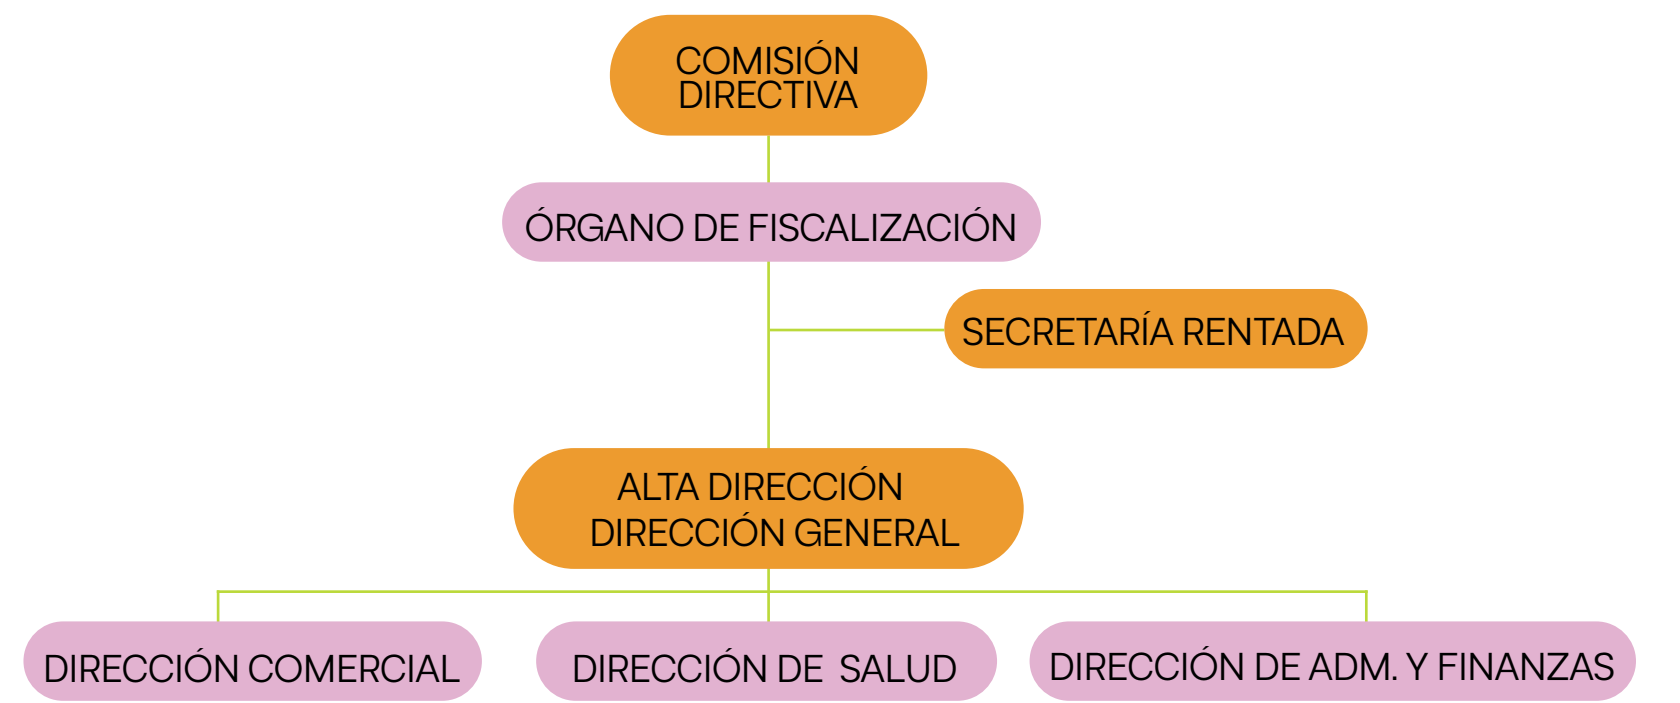 COMISIÓN
DIRECTIVA
ÓRGANO DE FISCALIZACIÓN
SECRETARÍA RENTADA
ALTA DIRECCIÓN
DIRECCIÓN GENERAL
DIRECCIÓN COMERCIAL
DIRECCIÓN DE SALUD
DIRECCIÓN DE ADM. Y FINANZAS